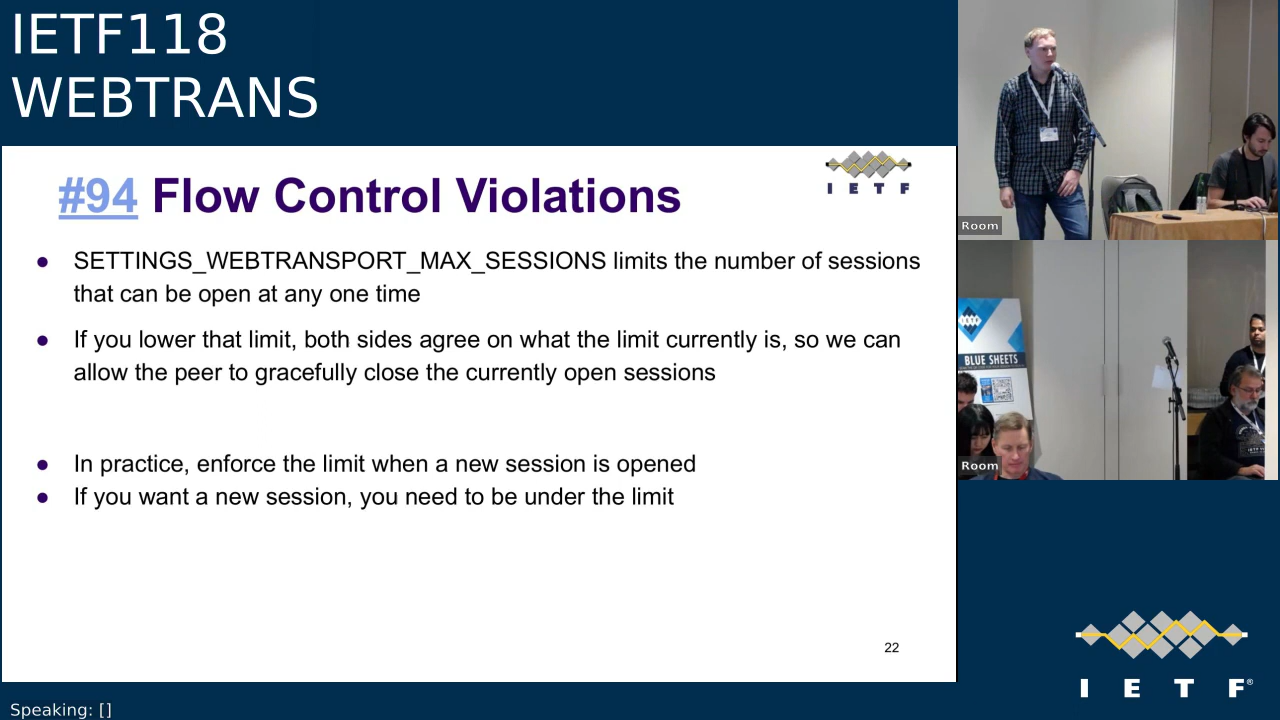 IETF118
WEBTRANS
#94 Flow Control Violations
I E T F
● SETTINGS_WEBTRANSPORT_MAX_SESSIONS limits the number of sessions
that can be open at any one time
● If you lower that limit, both sides agree on what the limit currently is, so we can
allow the peer to gracefully close the currently open sessions
● In practice, enforce the limit when a new session is opened
● If you want a new session, you need to be under the limit
22
Room
BLUE SHEETS
Room
I E T F®
Speaking: []